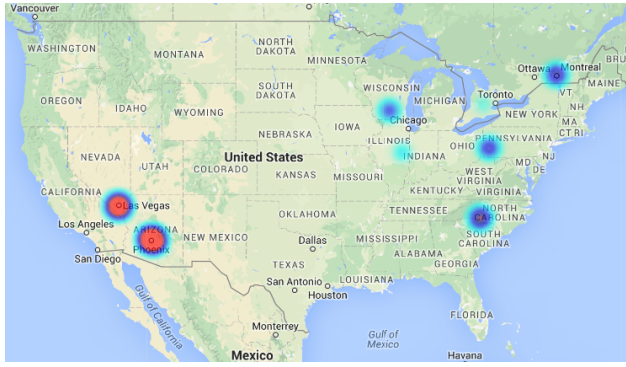 Vancouver
WASHINGTON
MONTANA
NORTH
DAKOTA
MINNESOTA
Ottawa
Montreal
BRU
MAINE
OREGON
IDAHO
WYOMING
SOUTH
DAKOTA
WISCONSIN
MICHIGAN
Toronto
VT
NH
NEW YORK
MA
CT RI
IOWA
Chicago
NEBRASKA
ILLINOIS
INDIANA
OHIO
PENNSYLVANIA
NJ
MD
DE
NEVADA
UTAH
COLORADO
United States
KANSAS
MISSOURI
WEST
VIRGINIA
VIRGINIA
KENTUCKY
CALIFORNIA
Las Vegas
Los Angeles
San Diego
ARIZONA
Phoenix
NEW MEXICO
OKLAHOMA
TENNESSEE
NORTH
CAROLINA
SOUTH
CAROLINA
Dallas
MISSISSIPPI
ALABAMA
GEORGIA
TEXAS
LOUISIANA
San Antonio
Houston
FLORIDA
Gulf of California
Monterrey
Gulf of
Mexico
Mexico
Havana